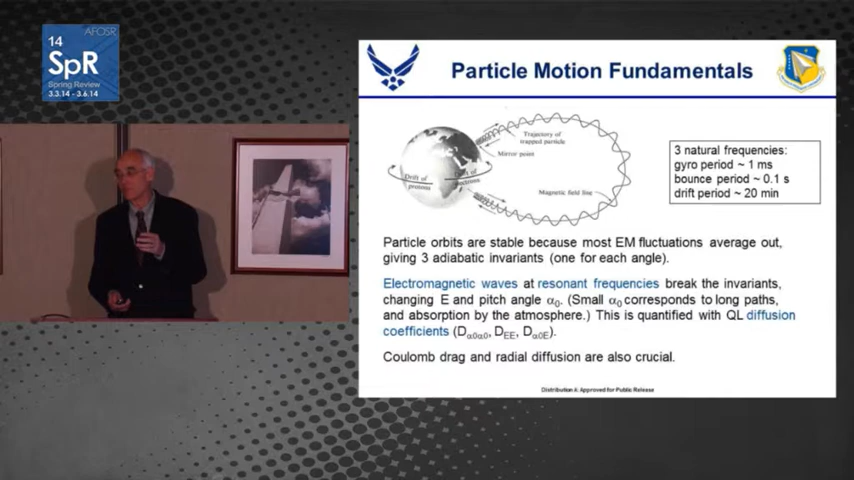 AFOSR
14
SpR
Spring Review
3.3.14 - 3.6.14
Particle Motion Fundamentals
Trajectory of
trapped particle
Mirror point
Drift of
protons
Drift of
electrons
Magnetic field line
3 natural frequencies:
gyro period ~ 1 ms
bounce period ~ 0.1 s
drift period ~ 20 min
Particle orbits are stable because most EM fluctuations average out,
giving 3 adiabatic invariants (one for each angle).
Electromagnetic waves at resonant frequencies break the invariants,
changing E and pitch angle α₀. (Small α₀ corresponds to long paths,
and absorption by the atmosphere.) This is quantified with QL diffusion
coefficients (Dα0α0, DEE, Dα0E).
Coulomb drag and radial diffusion are also crucial.
Distribution A: Approved for Public Release